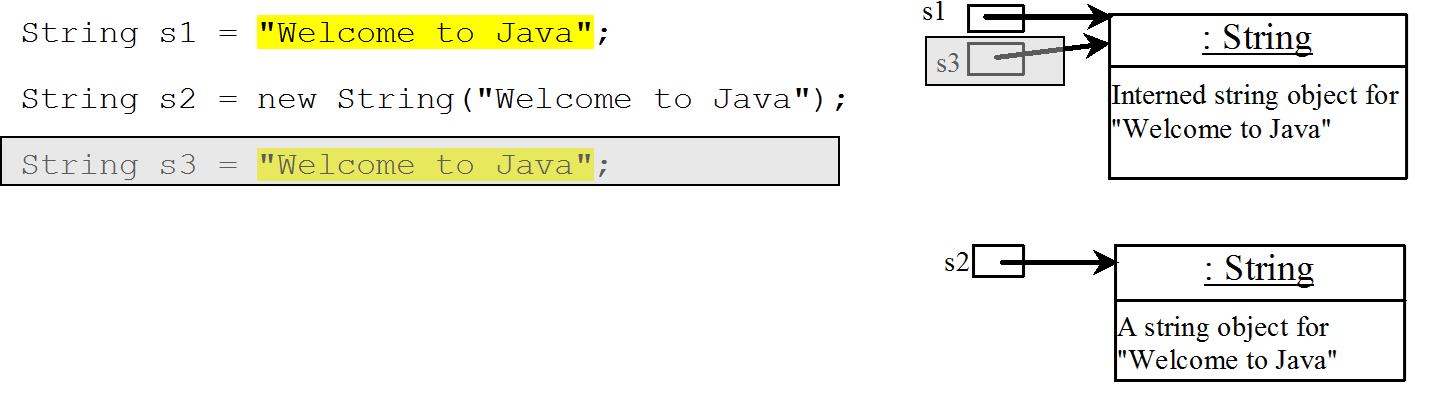 String s1 = "Welcome to Java";
String s2 = new String("Welcome to Java");
String s3 = "Welcome to Java";
s1
s3
: String
Interned string object for
"Welcome to Java"
s2
: String
A string object for
"Welcome to Java"